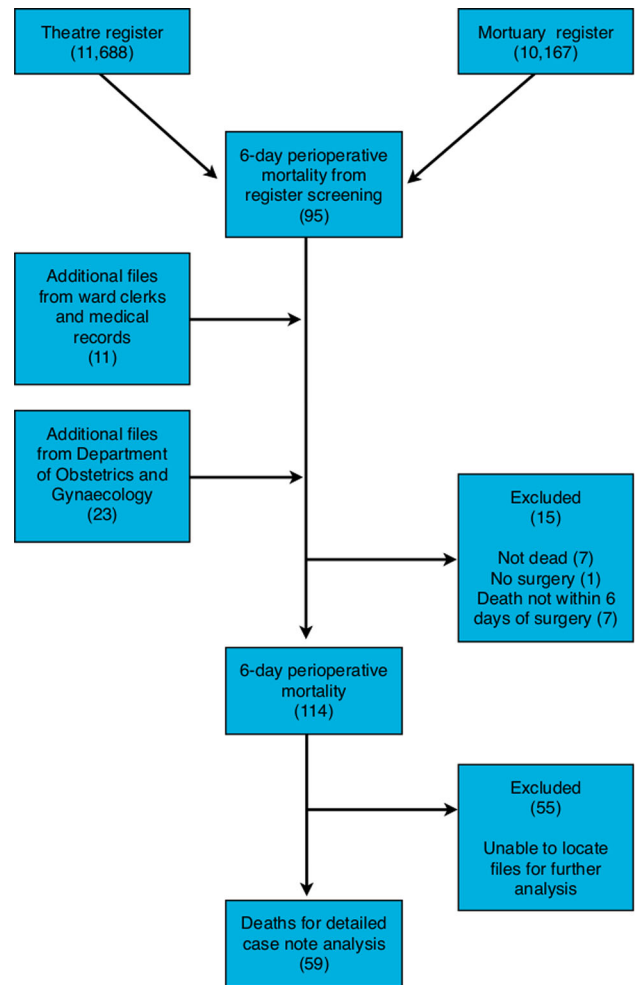 Theatre register
(11,688)
Mortuary register
(10,167)
6-day perioperative
mortality from
register screening
(95)
Additional files
from ward clerks
and medical
records
(11)
Additional files
from Department
of Obstetrics and
Gynaecology
(23)
Excluded
(15)
Not dead (7)
No surgery (1)
Death not within 6
days of surgery (7)
6-day perioperative
mortality
(114)
Excluded
(55)
Unable to locate
files for further
analysis
Deaths for detailed
case note analysis
(59)